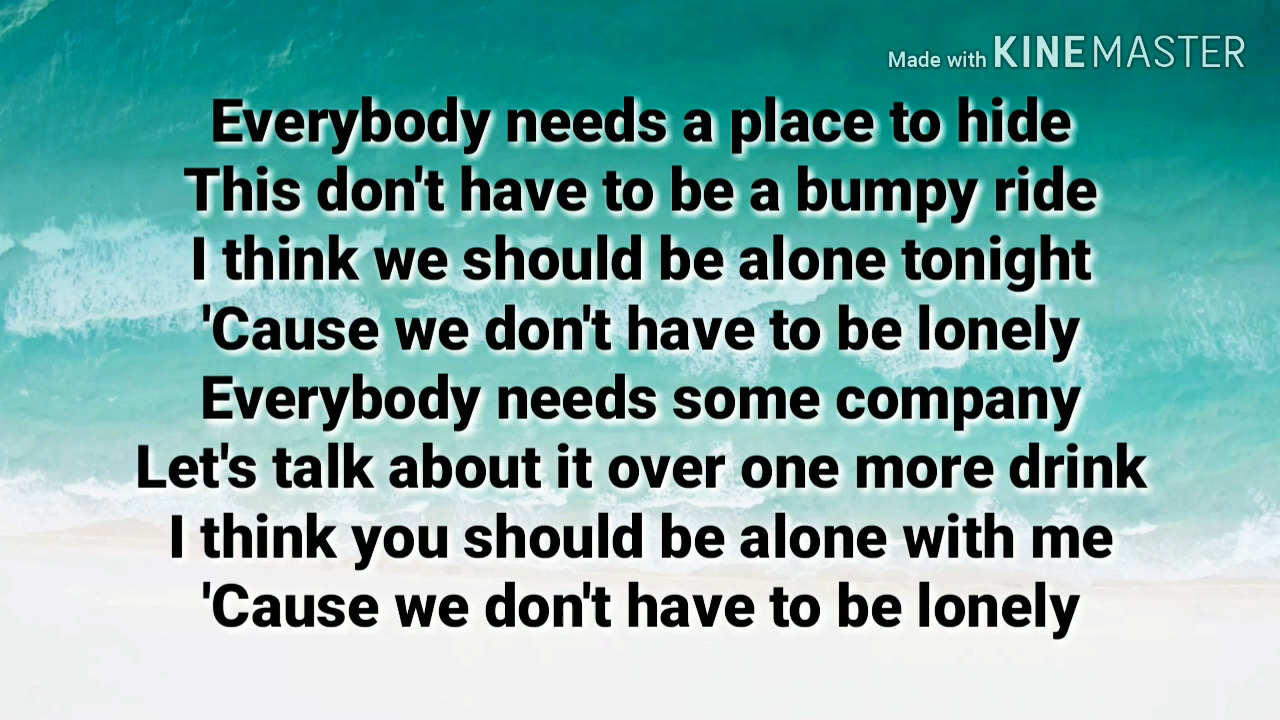 Made with KINEMASTER
Everybody needs a place to hide
This don't have to be a bumpy ride
I think we should be alone tonight
'Cause we don't have to be lonely
Everybody needs some company
Let's talk about it over one more drink
I think you should be alone with me
'Cause we don't have to be lonely